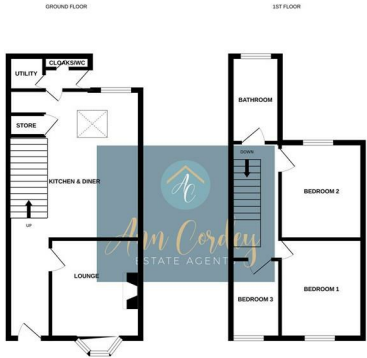 GROUND FLOOR
1ST FLOOR
CLOAKS/WC
UTILITY
STORE
KITCHEN & DINER
UP
LOUNGE
BATHROOM
DOWN
BEDROOM 2
BEDROOM 3
BEDROOM 1
AC
Ann Cordey
ESTATE AGENTS